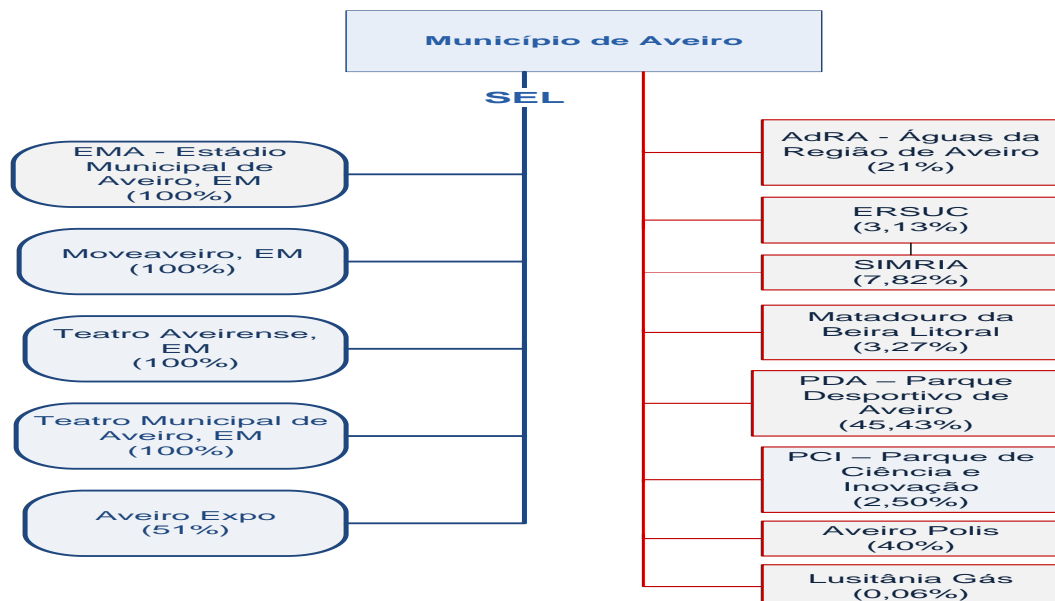 Município de Aveiro
SEL
EMA - Estádio
Municipal de
Aveiro, EM
(100%)
Moveaveiro, EM
(100%)
Teatro Aveirense,
EM
(100%)
Teatro Municipal de
Aveiro, EM
(100%)
Aveiro Expo
(51%)
AdRA - Águas da
Região de Aveiro
(21%)
ERSUC
(3,13%)
SIMRIA
(7,82%)
Matadouro da
Beira Litoral
(3,27%)
PDA – Parque
Desportivo de
Aveiro
(45,43%)
PCI – Parque de
Ciência e
Inovação
(2,50%)
Aveiro Polis
(40%)
Lusitânia Gás
(0,06%)